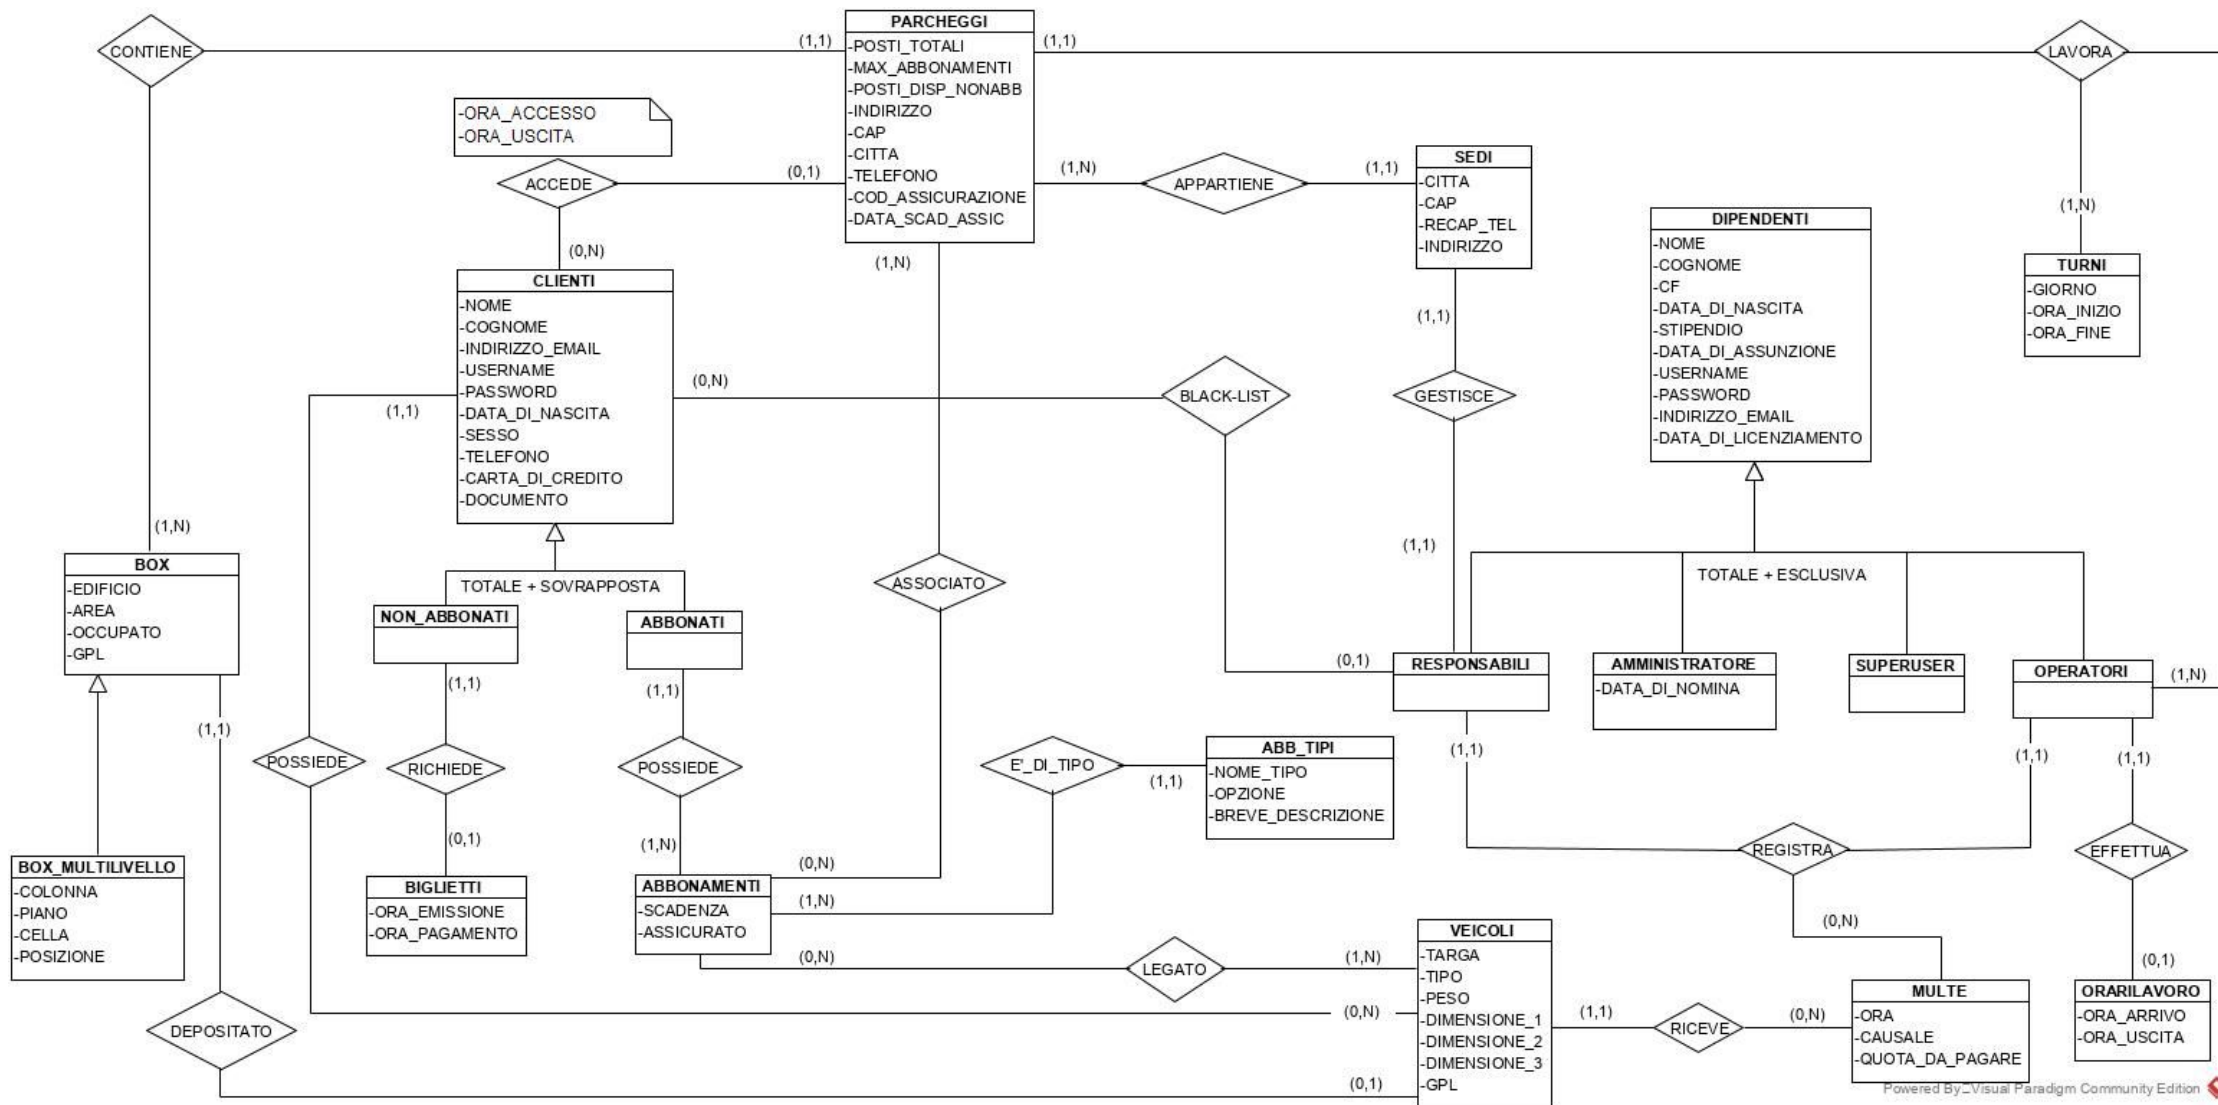 CONTIENE
(1,1)
PARCHEGGI
-POSTI_TOTALI
-MAX_ABBONAMENTI
-POSTI_DISP_NONABB
-INDIRIZZO
-CAP
-CITTA
-TELEFONO
-COD_ASSICURAZIONE
-DATA_SCAD_ASSIC
(1,1)
LAVORA
-ORA_ACCESSO
-ORA_USCITA
ACCEDE
(0,1)
(0,N)
(1,N)
(1,N)
APPARTIENE
(1,1)
SEDI
-CITTA
-CAP
-RECAP_TEL
-INDIRIZZO
(1,1)
GESTISCE
(1,1)
DIPENDENTI
-NOME
-COGNOME
-CF
-DATA_DI_NASCITA
-STIPENDIO
-DATA_DI_ASSUNZIONE
-USERNAME
-PASSWORD
-INDIRIZZO_EMAIL
-DATA_DI_LICENZIAMENTO
(1,N)
TURNI
-GIORNO
-ORA_INIZIO
-ORA_FINE
CLIENTI
-NOME
-COGNOME
-INDIRIZZO_EMAIL
-USERNAME
-PASSWORD
-DATA_DI_NASCITA
-SESSO
-TELEFONO
-CARTA_DI_CREDITO
-DOCUMENTO
(1,1)
(0,N)
BLACK-LIST
(0,1)
(1,N)
BOX
-EDIFICIO
-AREA
-OCCUPATO
-GPL
TOTALE + SOVRAPPOSTA
NON_ABBONATI
ABBONATI
ASSOCIATO
TOTALE + ESCLUSIVA
RESPONSABILI
AMMINISTRATORE
-DATA_DI_NOMINA
SUPERUSER
OPERATORI
(1,N)
(1,1)
(1,1)
(1,1)
(1,1)
(1,1)
(1,1)
POSSIEDE
RICHIEDE
POSSIEDE
E'_DI_TIPO
(1,1)
ABB_TIPI
-NOME_TIPO
-OPZIONE
-BREVE_DESCRIZIONE
(0,1)
(1,N)
(0,N)
(1,N)
REGISTRA
EFFETTUA
BOX_MULTILIVELLO
-COLONNA
-PIANO
-CELLA
-POSIZIONE
BIGLIETTI
-ORA_EMISSIONE
-ORA_PAGAMENTO
ABBONAMENTI
-SCADENZA
-ASSICURATO
(0,N)
LEGATO
(1,N)
(0,N)
(0,1)
VEICOLI
-TARGA
-TIPO
-PESO
-DIMENSIONE_1
-DIMENSIONE_2
-DIMENSIONE_3
-GPL
(0,N)
(0,1)
(1,1)
RICEVE
(0,N)
MULTE
-ORA
-CAUSALE
-QUOTA_DA_PAGARE
ORARILAVORO
-ORA_ARRIVO
-ORA_USCITA
DEPOSITATO
Powered By_Visual Paradigm Community Edition